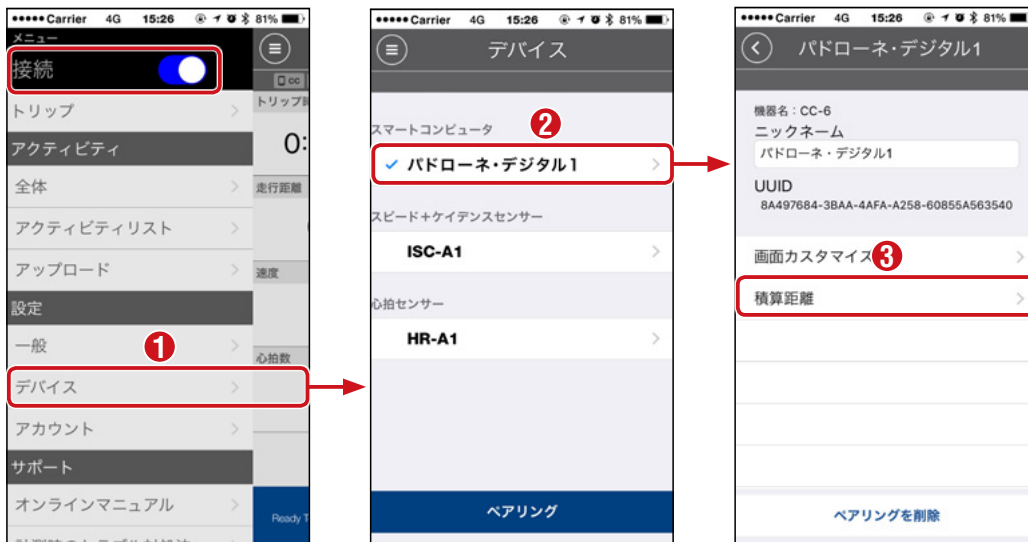 •••••Carrier 4G 15:26 81%
メニュー
接続
トリップ
アクティビティ
全体
アクティビティリスト
アップロード
設定
一般
1
デバイス
アカウント
サポート
オンラインマニュアル
cc
0:
走行距離
速度
心拍数
Ready T
•••••Carrier 4G 15:26 81%
デバイス
スマートコンピュータ
2
✓ パドローネ・デジタル1
スピード+ケイデンスセンサー
ISC-A1
心拍センサー
HR-A1
ペアリング
•••••Carrier 4G 15:26 81%
パドローネ・デジタル1
機器名：CC-6
ニックネーム
パドローネ・デジタル1
UUID
8A497684-3BAA-4AFA-A258-60855A563540
画面カスタマイズ
3
積算距離
ペアリングを削除